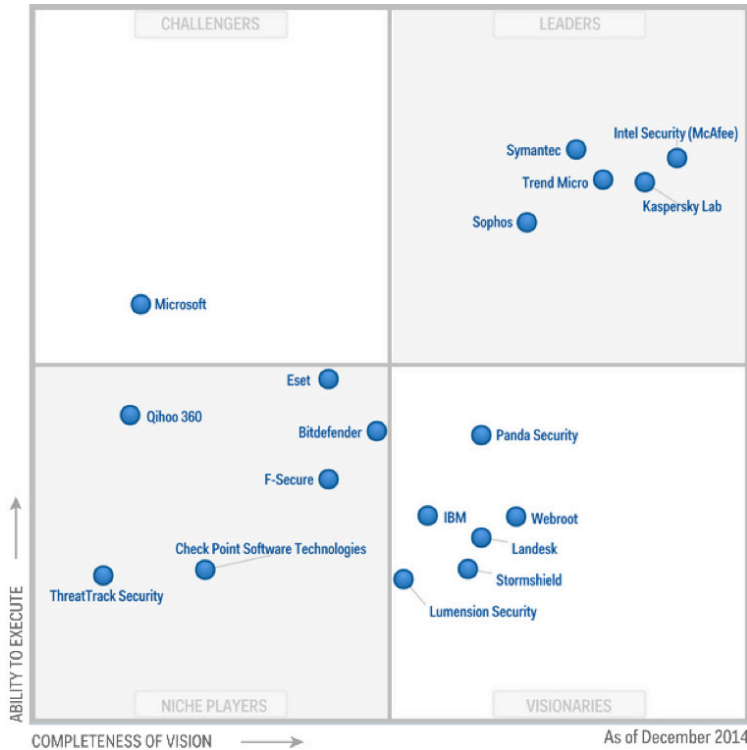 CHALLENGERS
LEADERS
Intel Security (McAfee)
Symantec
Trend Micro
Kaspersky Lab
Sophos
Microsoft
Eset
Qihoo 360
Bitdefender
Panda Security
F-Secure
IBM
Webroot
Landesk
Check Point Software Technologies
Stormshield
ThreatTrack Security
Lumension Security
NICHE PLAYERS
VISIONARIES
ABILITY TO EXECUTE
COMPLETENESS OF VISION
As of December 2014